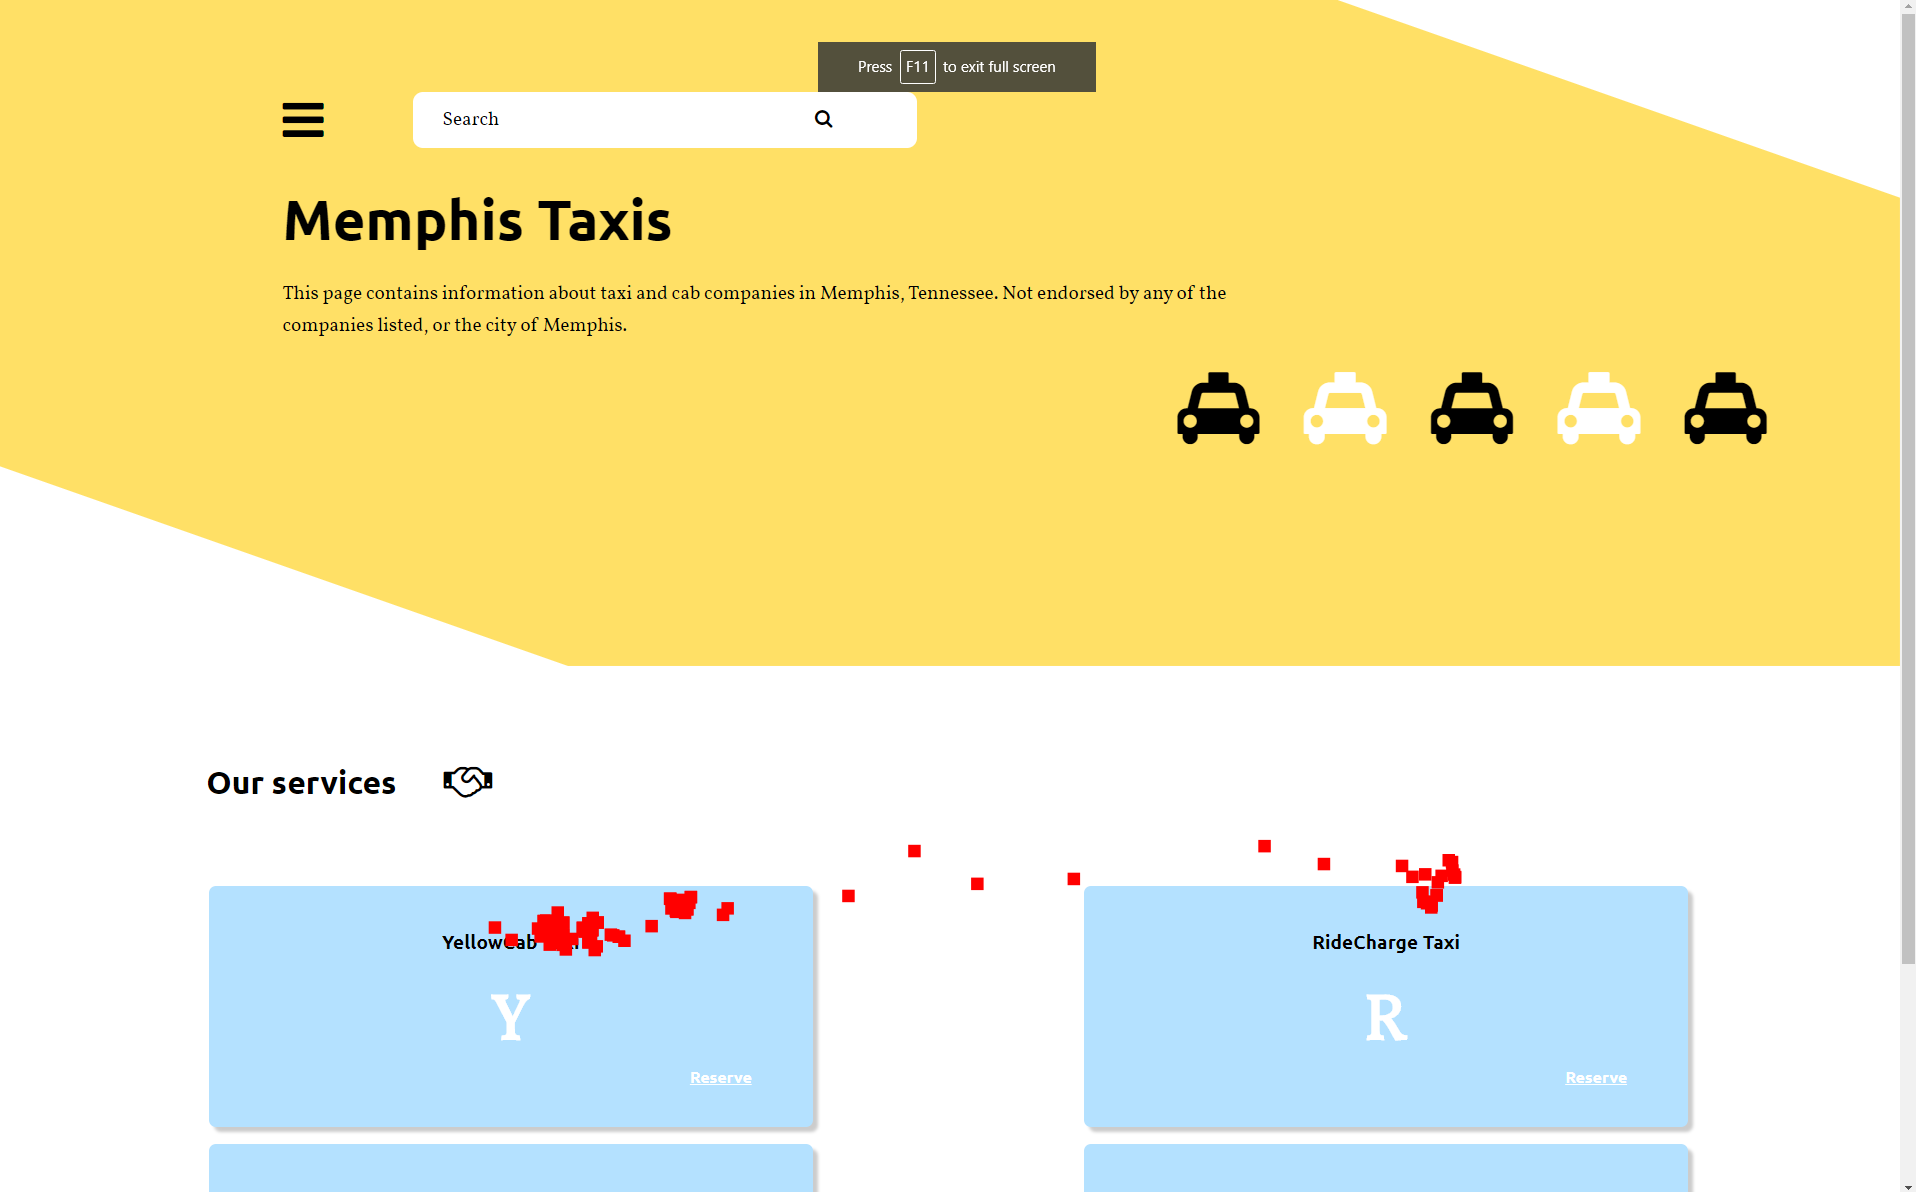 Press F11 to exit full screen
Search
Memphis Taxis
This page contains information about taxi and cab companies in Memphis, Tennessee. Not endorsed by any of the
companies listed, or the city of Memphis.
Our services
YellowCab
RideCharge Taxi
Y
R
Reserve
Reserve